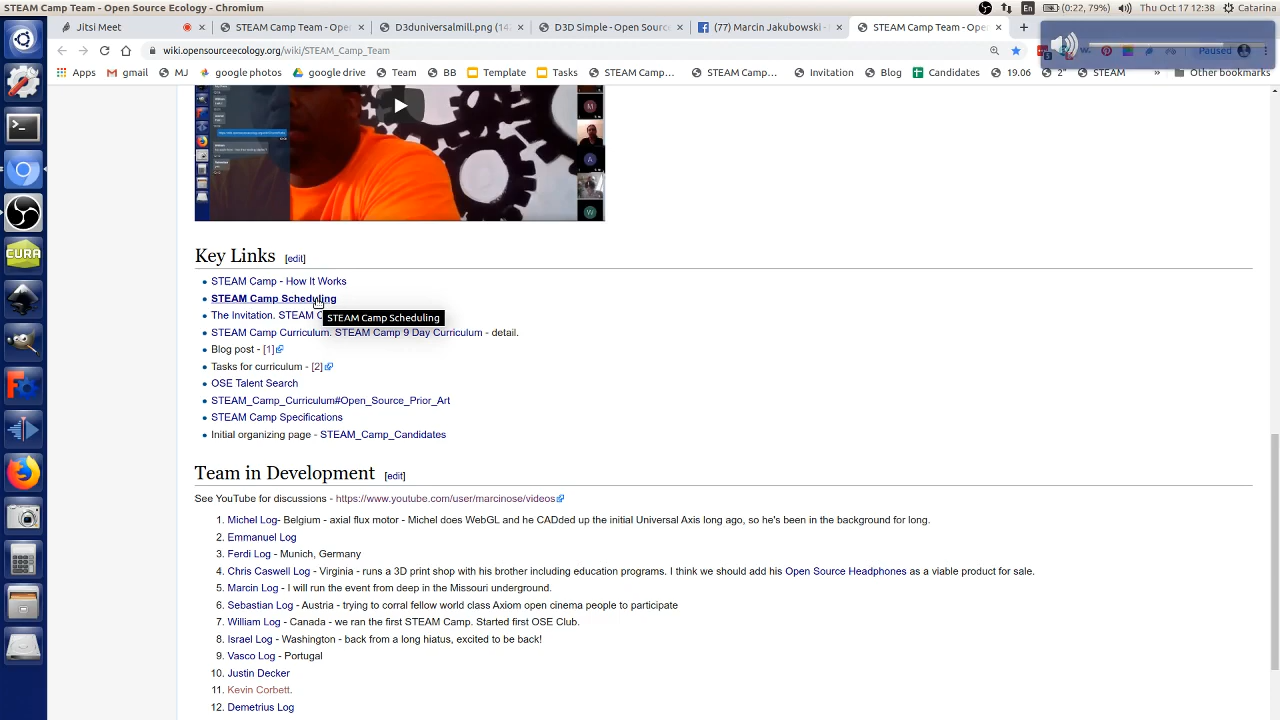 STEAM Camp Team - Open Source Ecology - Chromium
En
(0:22, 79%)
Thu Oct 17 12:38
Catarina
Jitsi Meet
STEAM Camp Team - Open
D3duniversalhill.png (14
D3D Simple - Open Source
Marcin Jakubowski
STEAM Camp Team - Open
wiki.opensourceecology.org/wiki/STEAM_Camp_Team
Paused
Apps
gmail
MJ
google photos
google drive
Team
BB
Template
Tasks
STEAM Camp...
STEAM Camp...
Invitation
Blog
Candidates
19.06
2"
STEAM
»
Other bookmarks
CURA
M
A
W
Key Links [edit]
STEAM Camp - How It Works
STEAM Camp Scheduling
The Invitation. STEAM C
STEAM Camp Scheduling
STEAM Camp Curriculum. STEAM Camp 9 Day Curriculum - detail.
Blog post - [1]
Tasks for curriculum - [2]
OSE Talent Search
STEAM_Camp_Curriculum#Open_Source_Prior_Art
STEAM Camp Specifications
Initial organizing page - STEAM_Camp_Candidates
Team in Development [edit]
See YouTube for discussions - https://www.youtube.com/user/marcinose/videos
1. Michel Log- Belgium - axial flux motor - Michel does WebGL and he CADded up the initial Universal Axis long ago, so he's been in the background for long.
2. Emmanuel Log
3. Ferdi Log - Munich, Germany
4. Chris Caswell Log - Virginia - runs a 3D print shop in his brother including education programs. I think we could add his Open Source Headphones as a viable product for sale.
5. Marcin Log - I will run the event from deep in the Missouri underground.
6. Sebastian Log - Austria - trying to corral fellow word class Axiom open cinema people to participate
7. William Log - Canada - we ran the first STEAM Camp. Started first OSE Club.
8. Israel Log - Washington - back from a long hiatus, excited to be back!
9. Vasco Log - Portugal
10. Justin Decker
11. Kevin Corbett.
12. Demetrius Log